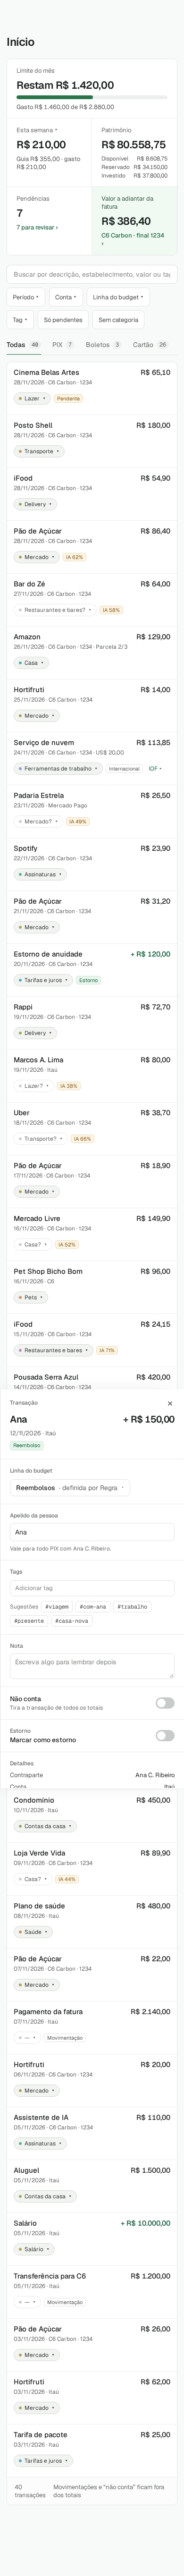 Início
Limite do mês
Restam R$ 1.420,00
Gasto R$ 1.460,00 de R$ 2.880,00
Esta semana
R$ 210,00
Guia R$ 355,00 · gasto
R$ 210,00
Patrimônio
R$ 80.558,75
Disponível R$ 8.608,75
Reservado R$ 34.150,00
Investido R$ 37.800,00
Pendências
7
7 para revisar ›
Valor a adiantar da
fatura
R$ 386,40
C6 Carbon · final 1234
›
Buscar por descrição, estabelecimento, valor ou tag
Período
Conta
Linha do budget
Tag
Só pendentes
Sem categoria
Todas 40
PIX 7
Boletos 3
Cartão 26
Cinema Belas Artes R$ 65,10
28/11/2026 · C6 Carbon · 1234
Lazer
Pendente
Posto Shell R$ 180,00
28/11/2026 · C6 Carbon · 1234
Transporte
iFood R$ 54,90
28/11/2026 · C6 Carbon · 1234
Delivery
Pão de Açúcar R$ 86,40
28/11/2026 · C6 Carbon · 1234
Mercado
IA 62%
Bar do Zé R$ 64,00
27/11/2026 · C6 Carbon · 1234
Restaurantes e bares?
IA 58%
Amazon R$ 129,00
26/11/2026 · C6 Carbon · 1234 · Parcela 2/3
Casa
Hortifruti R$ 14,00
25/11/2026 · C6 Carbon · 1234
Mercado
Serviço de nuvem R$ 113,85
24/11/2026 · C6 Carbon · 1234 · US$ 20,00
Ferramentas de trabalho
Internacional
IOF
Padaria Estrela R$ 26,50
23/11/2026 · Mercado Pago
Mercado?
IA 49%
Spotify R$ 23,90
22/11/2026 · C6 Carbon · 1234
Assinaturas
Pão de Açúcar R$ 31,20
21/11/2026 · C6 Carbon · 1234
Mercado
Estorno de anuidade + R$ 120,00
20/11/2026 · C6 Carbon · 1234
Tarifas e juros
Estorno
Rappi R$ 72,70
19/11/2026 · C6 Carbon · 1234
Delivery
Marcos A. Lima R$ 80,00
19/11/2026 · Itaú
Lazer?
IA 38%
Uber R$ 38,70
18/11/2026 · C6 Carbon · 1234
Transporte?
IA 66%
Pão de Açúcar R$ 18,90
17/11/2026 · C6 Carbon · 1234
Mercado
Mercado Livre R$ 149,90
16/11/2026 · C6 Carbon · 1234
Casa?
IA 52%
Pet Shop Bicho Bom R$ 96,00
16/11/2026 · C6
Pets
iFood R$ 24,15
15/11/2026 · C6 Carbon · 1234
Restaurantes e bares
IA 71%
Pousada Serra Azul R$ 420,00
14/11/2026 · C6 Carbon · 1234
Transação
×
Ana + R$ 150,00
12/11/2026 · Itaú
Reembolso
Linha do budget
Reembolsos · definida por Regra
Apelido da pessoa
Ana
Vale para todo PIX com Ana C. Ribeiro.
Tags
Adicionar tag
Sugestões #viagem #com-ana #trabalho
#presente #casa-nova
Nota
Escreva algo para lembrar depois
Não conta
Tira a transação de todos os totais
Estorno
Marcar como estorno
Detalhes
Contraparte Ana C. Ribeiro
Conta Itaú
Condomínio R$ 450,00
10/11/2026 · Itaú
Contas da casa
Loja Verde Vida R$ 89,90
09/11/2026 · C6 Carbon · 1234
Casa?
IA 44%
Plano de saúde R$ 480,00
08/11/2026 · Itaú
Saúde
Pão de Açúcar R$ 22,00
07/11/2026 · C6 Carbon · 1234
Mercado
Pagamento da fatura R$ 2.140,00
07/11/2026 · Itaú
—
Movimentação
Hortifruti R$ 20,00
06/11/2026 · C6 Carbon · 1234
Mercado
Assistente de IA R$ 110,00
05/11/2026 · C6 Carbon · 1234
Assinaturas
Aluguel R$ 1.500,00
05/11/2026 · Itaú
Contas da casa
Salário + R$ 10.000,00
05/11/2026 · Itaú
Salário
Transferência para C6 R$ 1.200,00
05/11/2026 · Itaú
—
Movimentação
Pão de Açúcar R$ 26,00
03/11/2026 · C6 Carbon · 1234
Mercado
Hortifruti R$ 62,00
03/11/2026 · C6 Carbon · 1234
Mercado
Tarifa de pacote R$ 25,00
03/11/2026 · Itaú
Tarifas e juros
40
transações
Movimentações e “não conta” ficam fora
dos totais